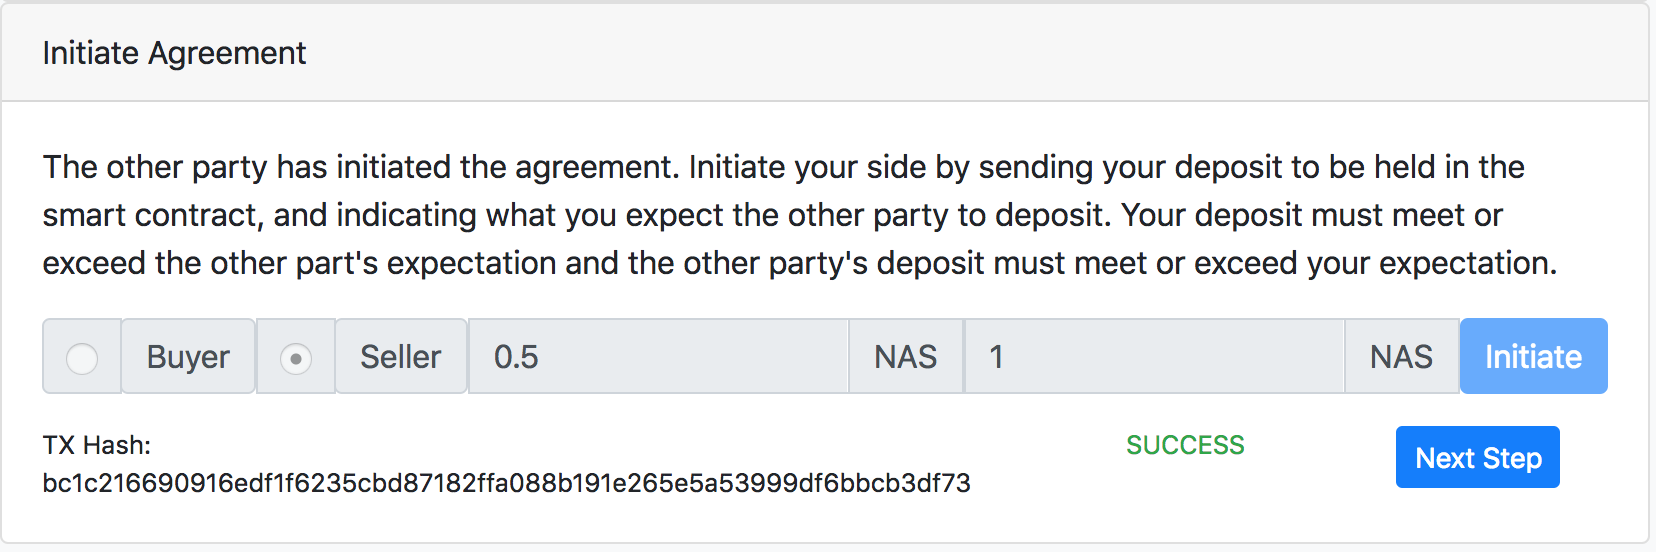 Initiate Agreement
The other party has initiated the agreement. Initiate your side by sending your deposit to be held in the
smart contract, and indicating what you expect the other party to deposit. Your deposit must meet or
exceed the other part's expectation and the other party's deposit must meet or exceed your expectation.
Buyer Seller 0.5 NAS 1 NAS Initiate
TX Hash: SUCCESS Next Step
bc1c216690916edf1f6235cbd87182ffa088b191e265e5a53999df6bbcb3df73